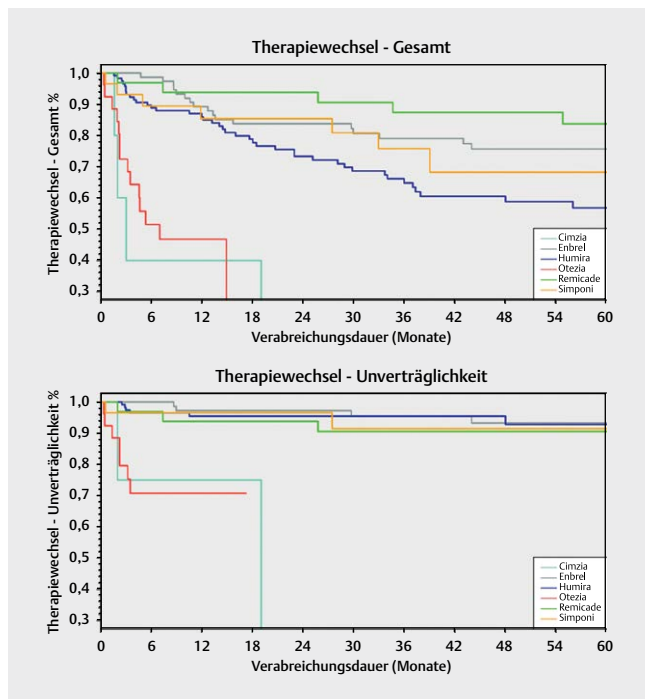 Therapiewechsel - Gesamt
Therapiewechsel - Gesamt %
1,0
0,9
0,8
0,7
0,6
0,5
0,4
0,3
Cimzia
Enbrel
Humira
Otezia
Remicade
Simponi
0 6 12 18 24 30 36 42 48 54 60
Verabreichungsdauer (Monate)
Therapiewechsel - Unverträglichkeit
Therapiewechsel - Unverträglichkeit %
1,0
0,9
0,8
0,7
0,6
0,5
0,4
0,3
Cimzia
Enbrel
Humira
Otezia
Remicade
Simponi
0 6 12 18 24 30 36 42 48 54 60
Verabreichungsdauer (Monate)